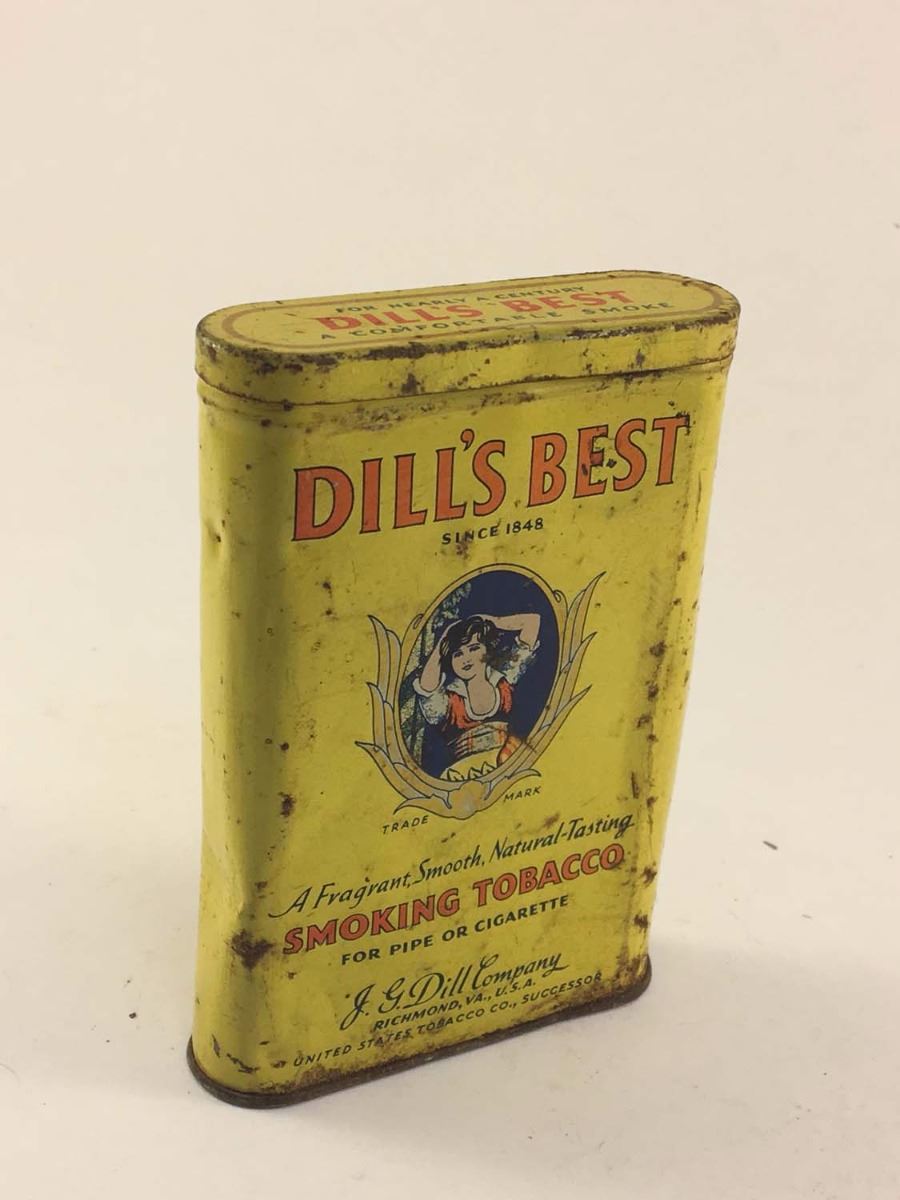 FOR NEARLY A CENTURY
DILL'S BEST
A COMFORTABLE SMOKE
DILL'S BEST
SINCE 1848
TRADE MARK
A Fragrant, Smooth, Natural-Tasting
SMOKING TOBACCO
FOR PIPE OR CIGARETTE
J. G. Dill Company
RICHMOND, VA., U.S.A.
UNITED STATES TOBACCO CO., SUCCESSOR